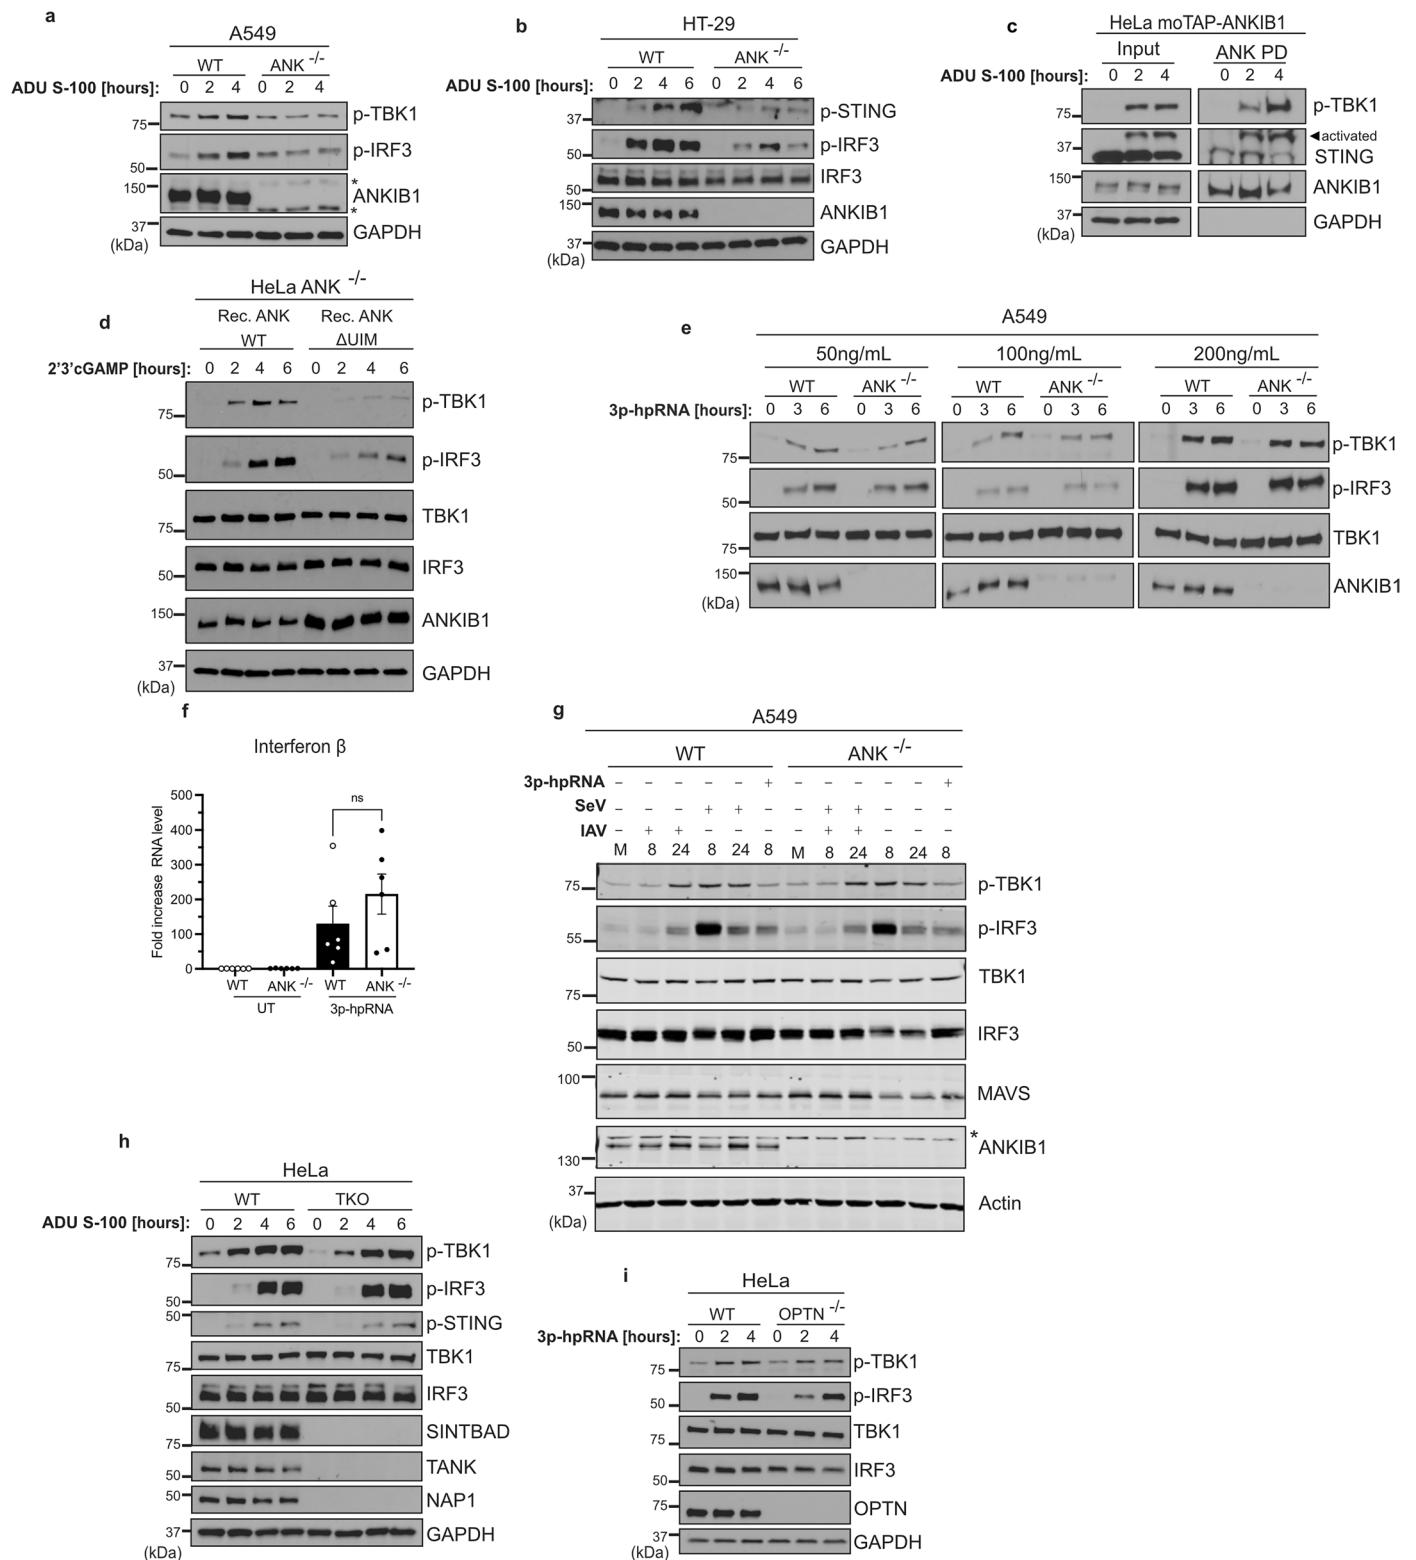 a
A549
WT ANK -/-
ADU S-100 [hours]: 0 2 4 0 2 4
75 p-TBK1
50 p-IRF3
150 * ANKIB1 *
37 GAPDH
(kDa)
b
HT-29
WT ANK -/-
ADU S-100 [hours]: 0 2 4 6 0 2 4 6
37 p-STING
50 p-IRF3
50 IRF3
150 ANKIB1
37 GAPDH
(kDa)
c
HeLa moTAP-ANKIB1
Input ANK PD
ADU S-100 [hours]: 0 2 4 0 2 4
75 p-TBK1
◄activated
37 STING
150 ANKIB1
37 GAPDH
(kDa)
d
HeLa ANK -/-
Rec. ANK Rec. ANK
WT ΔUIM
2'3'cGAMP [hours]: 0 2 4 6 0 2 4 6
75 p-TBK1
50 p-IRF3
75 TBK1
50 IRF3
150 ANKIB1
37 GAPDH
(kDa)
e
A549
50ng/mL 100ng/mL 200ng/mL
WT ANK -/- WT ANK -/- WT ANK -/-
3p-hpRNA [hours]: 0 3 6 0 3 6 0 3 6 0 3 6 0 3 6 0 3 6
75 p-TBK1
50 p-IRF3
75 TBK1
150 ANKIB1
(kDa)
f
Interferon β
Fold increase RNA level
500
400
300
200
100
0
ns
WT ANK -/- WT ANK -/-
UT 3p-hpRNA
g
A549
WT ANK -/-
3p-hpRNA – – – – – + – – – – – +
SeV – – – + + – – + + – – –
IAV – + + – – – – + + – – –
M 8 24 8 24 8 M 8 24 8 24 8
75 p-TBK1
55 p-IRF3
75 TBK1
50 IRF3
100 MAVS
130 * ANKIB1
37 Actin
(kDa)
h
HeLa
WT TKO
ADU S-100 [hours]: 0 2 4 6 0 2 4 6
75 p-TBK1
50 p-IRF3
50 p-STING
75 TBK1
50 IRF3
75 SINTBAD
50 TANK
50 NAP1
37 GAPDH
(kDa)
i
HeLa
WT OPTN -/-
3p-hpRNA [hours]: 0 2 4 0 2 4
75 p-TBK1
50 p-IRF3
75 TBK1
50 IRF3
75 OPTN
37 GAPDH
(kDa)